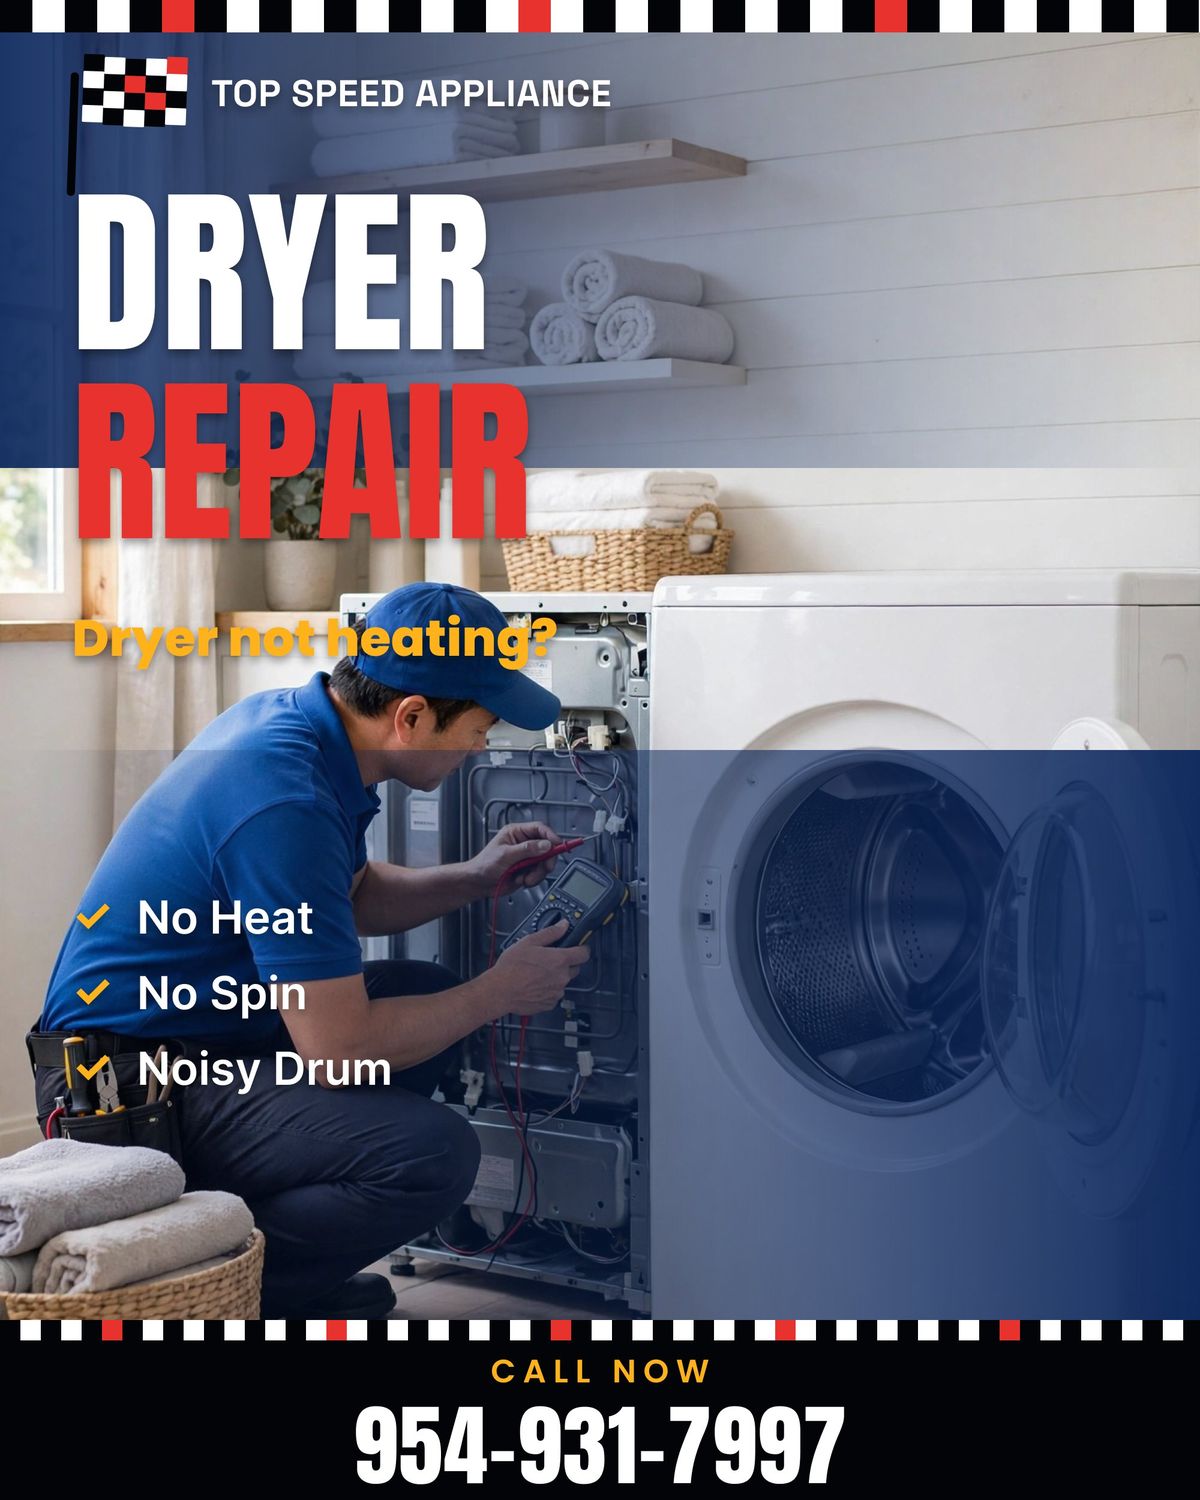 TOP SPEED APPLIANCE
DRYER
REPAIR
Dryer not heating?
No Heat
No Spin
Noisy Drum
CALL NOW
954-931-7997